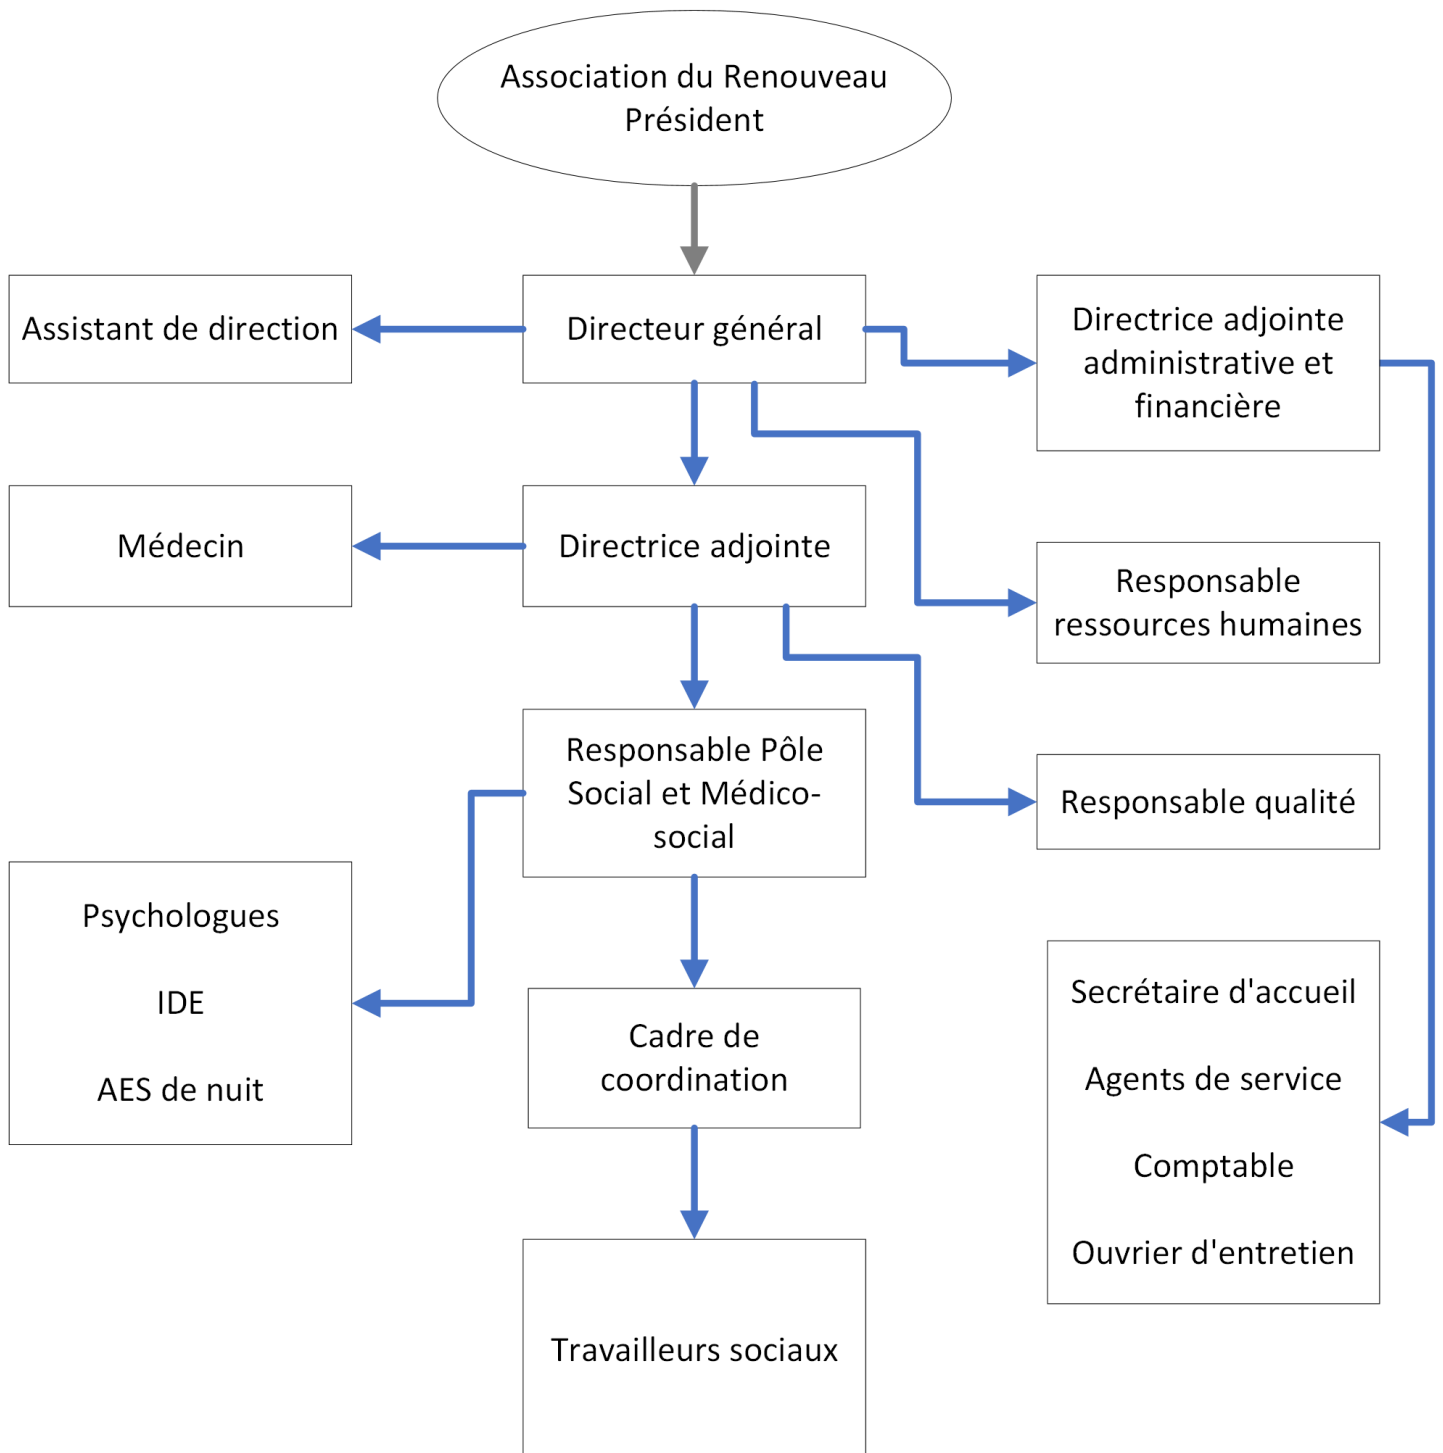 Association du Renouveau
Président
Assistant de direction
Directeur général
Directrice adjointe
administrative et
financière
Médecin
Directrice adjointe
Responsable
ressources humaines
Responsable Pôle
Social et Médico-
social
Responsable qualité
Psychologues
IDE
AES de nuit
Cadre de
coordination
Secrétaire d'accueil
Agents de service
Comptable
Ouvrier d'entretien
Travailleurs sociaux